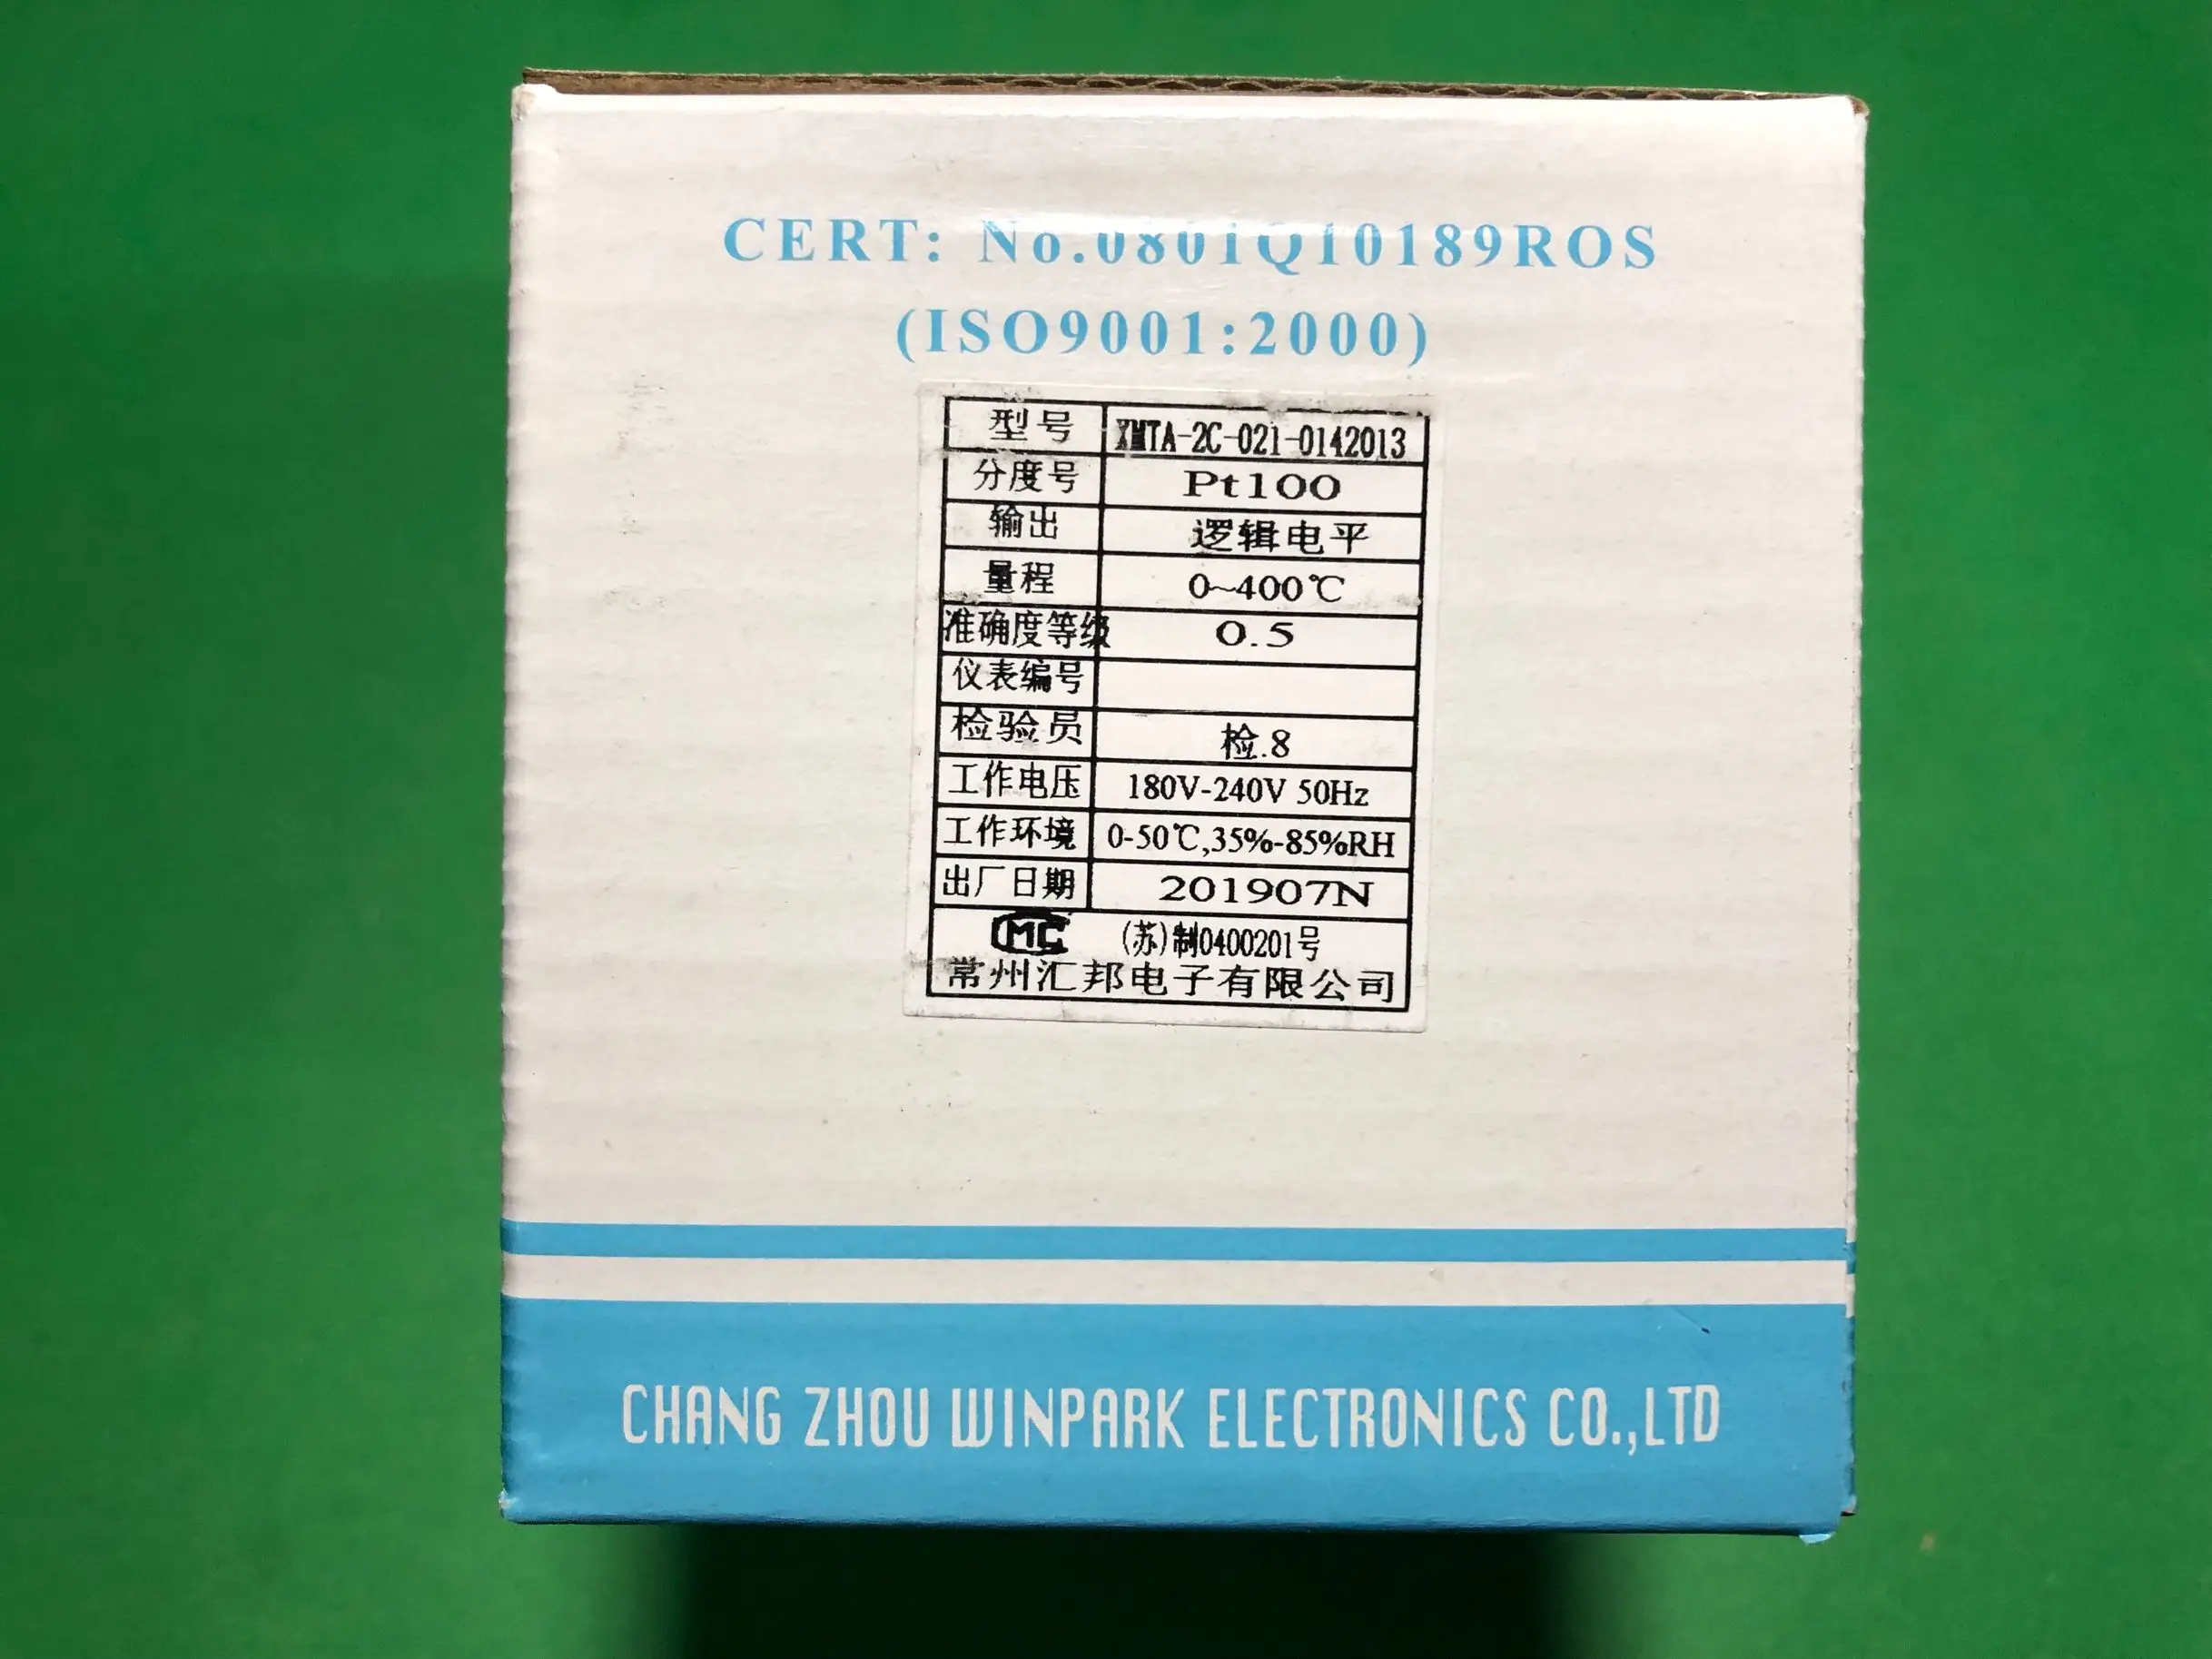 CERT: No.0801Q10189ROS
(ISO9001:2000)
型号 XMTA-2C-021-0142013
分度号 Pt100
输出 逻辑电平
量程 0~400℃
准确度等级 0.5
仪表编号
检验员 检.8
工作电压 180V-240V 50Hz
工作环境 0-50℃,35%-85%RH
出厂日期 201907N
CMC (苏)制0400201号
常州汇邦电子有限公司
CHANG ZHOU WINPARK ELECTRONICS CO.,LTD